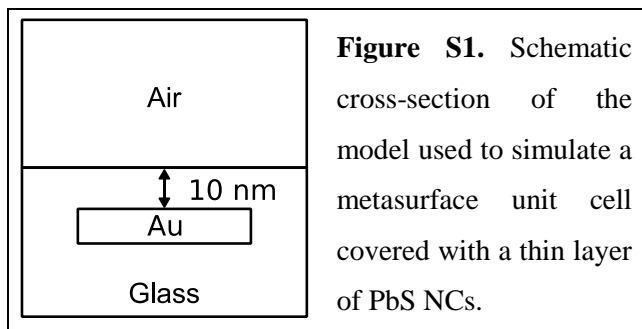 Air
10 nm
Au
Glass
Figure S1. Schematic
cross-section of the
model used to simulate a
metasurface unit cell
covered with a thin layer
of PbS NCs.